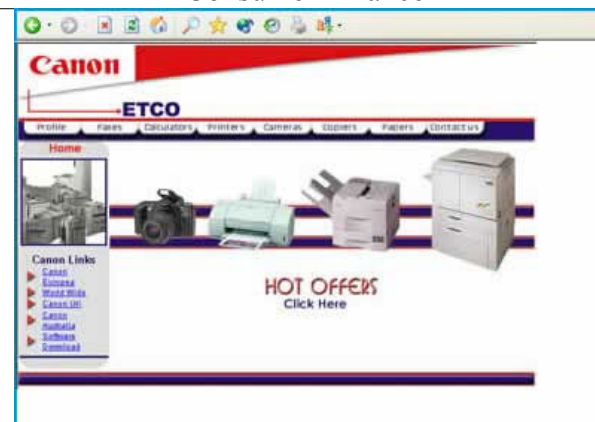 Canon
ETCO
Profile Faxes Calculators Printers Cameras Copiers Papers Contact us
Home
Canon Links
Canon
Europe
World Wide
Canon UK
Canon
Australia
Software
Download
HOT OFFERS
Click Here